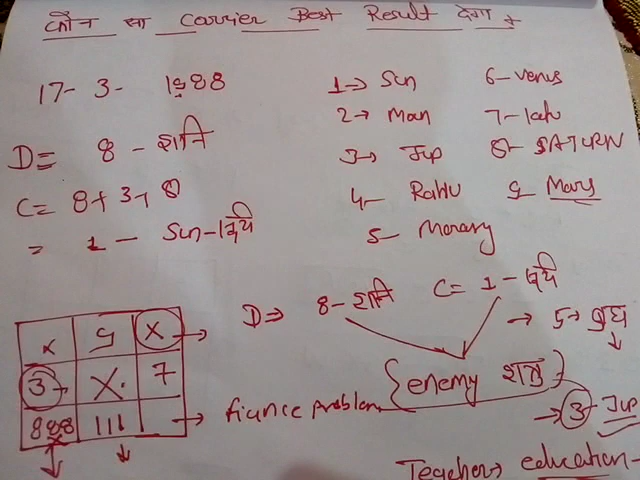 कौन सा Carrier Best Result देगा
17- 3- 1988
1→ Sun 6- venus
2→ Moon 7- ketu
D= 8 - शनि
3→ Jup 8- SATURN
C= 8+ 3+ 8
4- Rahu 9- Mars
= 1 - Sun - सूर्य
5- Merarcy
D⇒ 8 - शनि C= 1 - सूर्य
→ 5→ बुध
x 9 x
3 x 7
888 111
{enemy शत्रु}
→ finance problem
→ 3- Jup
Teacher→ education -